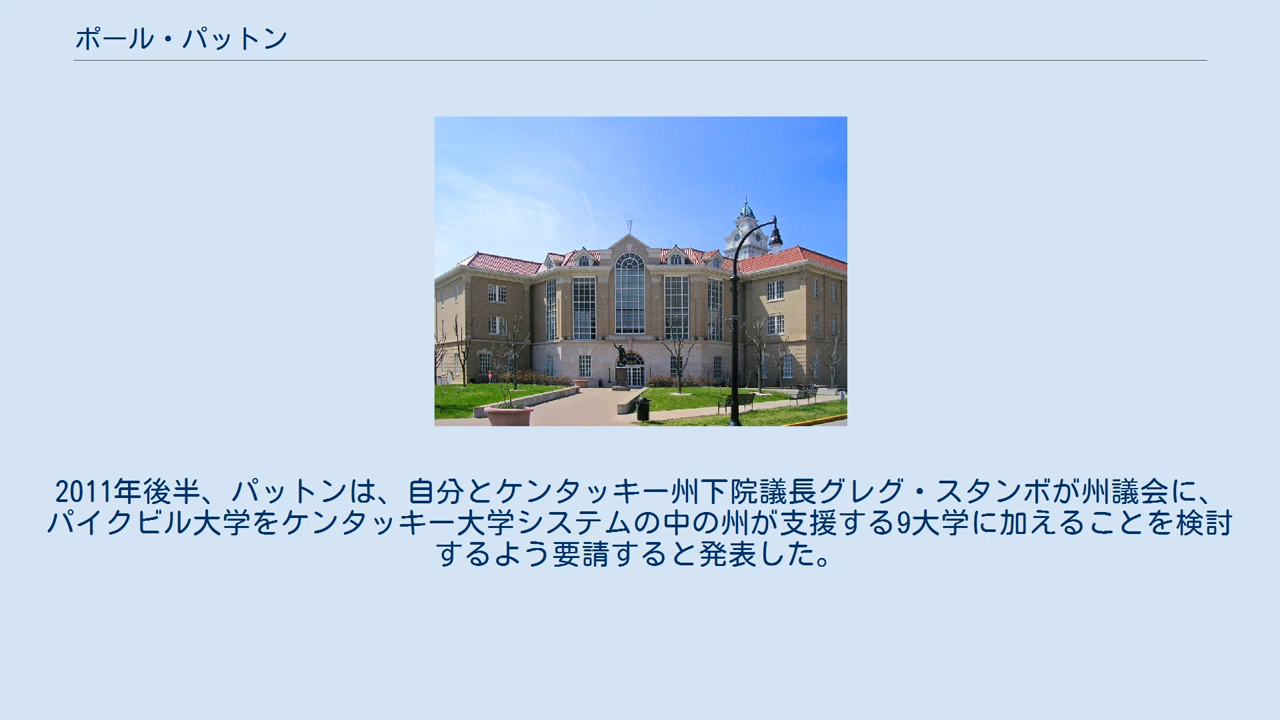 ポール・パットン
2011年後半、パットンは、自分とケンタッキー州下院議長グレグ・スタンボが州議会に、
パイクビル大学をケンタッキー大学システムの中の州が支援する9大学に加えることを検討
するよう要請すると発表した。